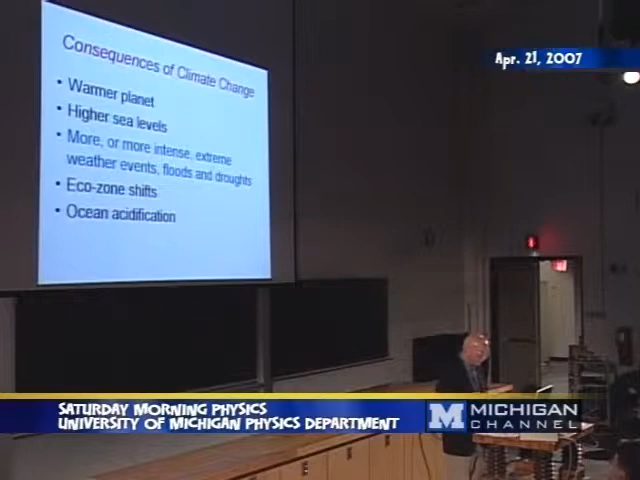 Apr. 21, 2007
Consequences of Climate Change
• Warmer planet
• Higher sea levels
• More, or more intense, extreme
weather events, floods and droughts
• Eco-zone shifts
• Ocean acidification
SATURDAY MORNING PHYSICS
UNIVERSITY OF MICHIGAN PHYSICS DEPARTMENT
M MICHIGAN
CHANNEL